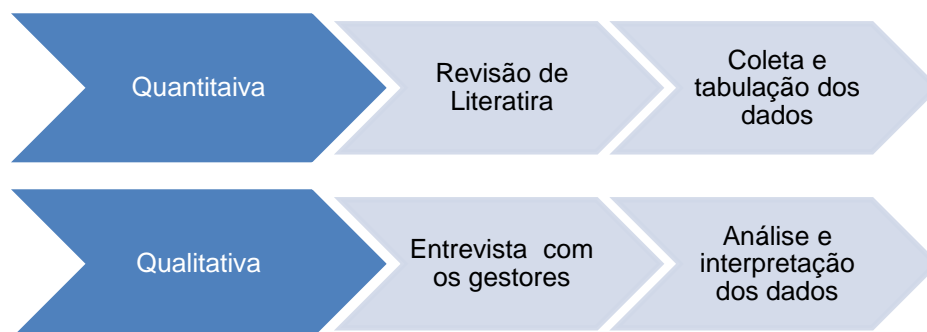 Quantitaiva
Revisão de
Literatira
Coleta e
tabulação dos
dados
Qualitativa
Entrevista com
os gestores
Análise e
interpretação
dos dados